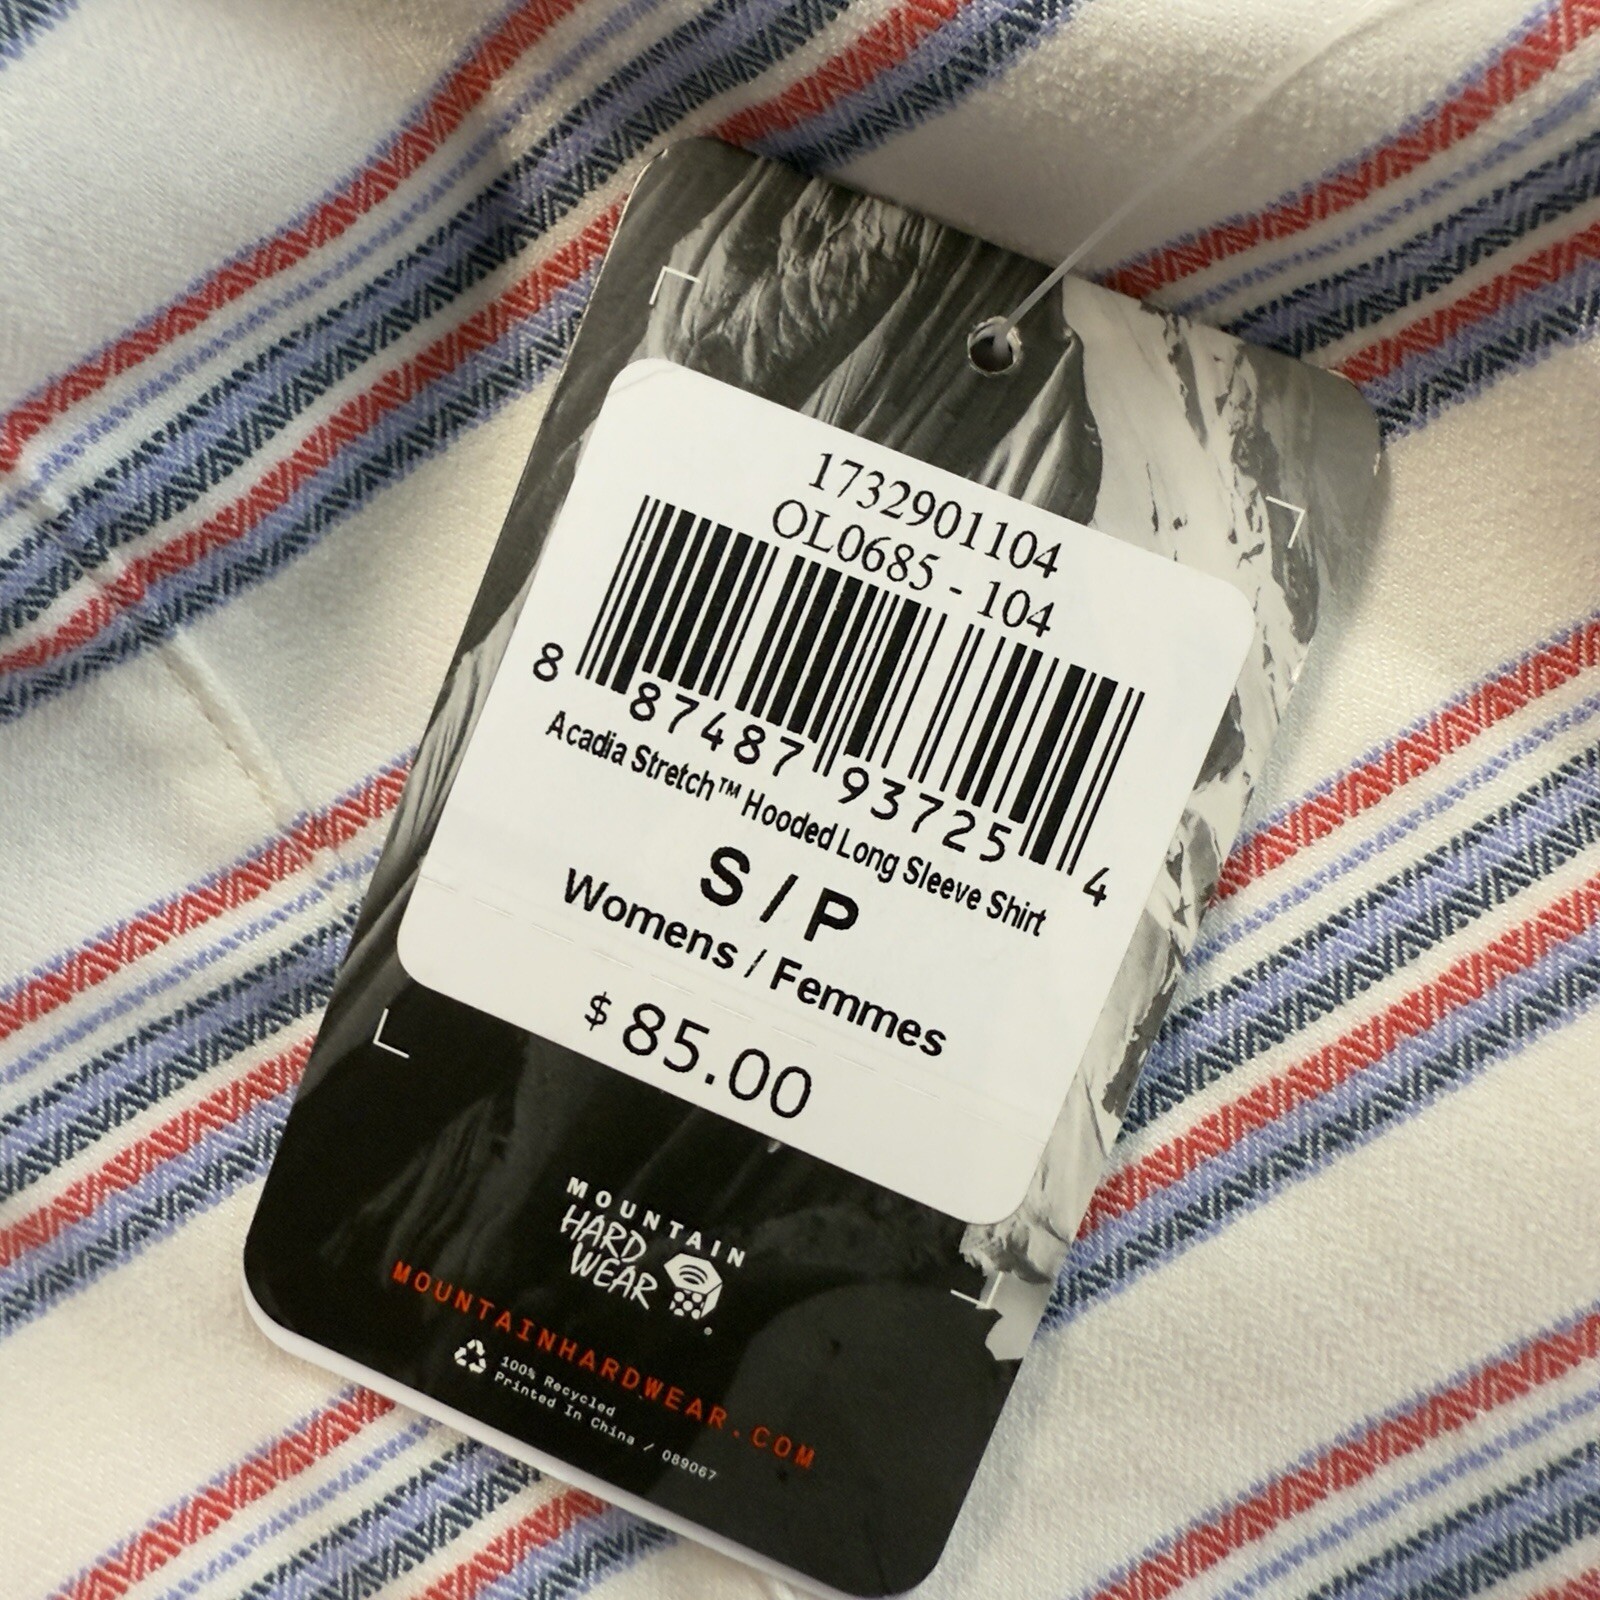 1732901104
OL0685 - 104
8 87487 93725 4
Acadia Stretch™ Hooded Long Sleeve Shirt
S / P
Womens / Femmes
$ 85.00
MOUNTAIN
HARD
WEAR
MOUNTAINHARDWEAR.COM
100% Recycled
Printed In China / 089067